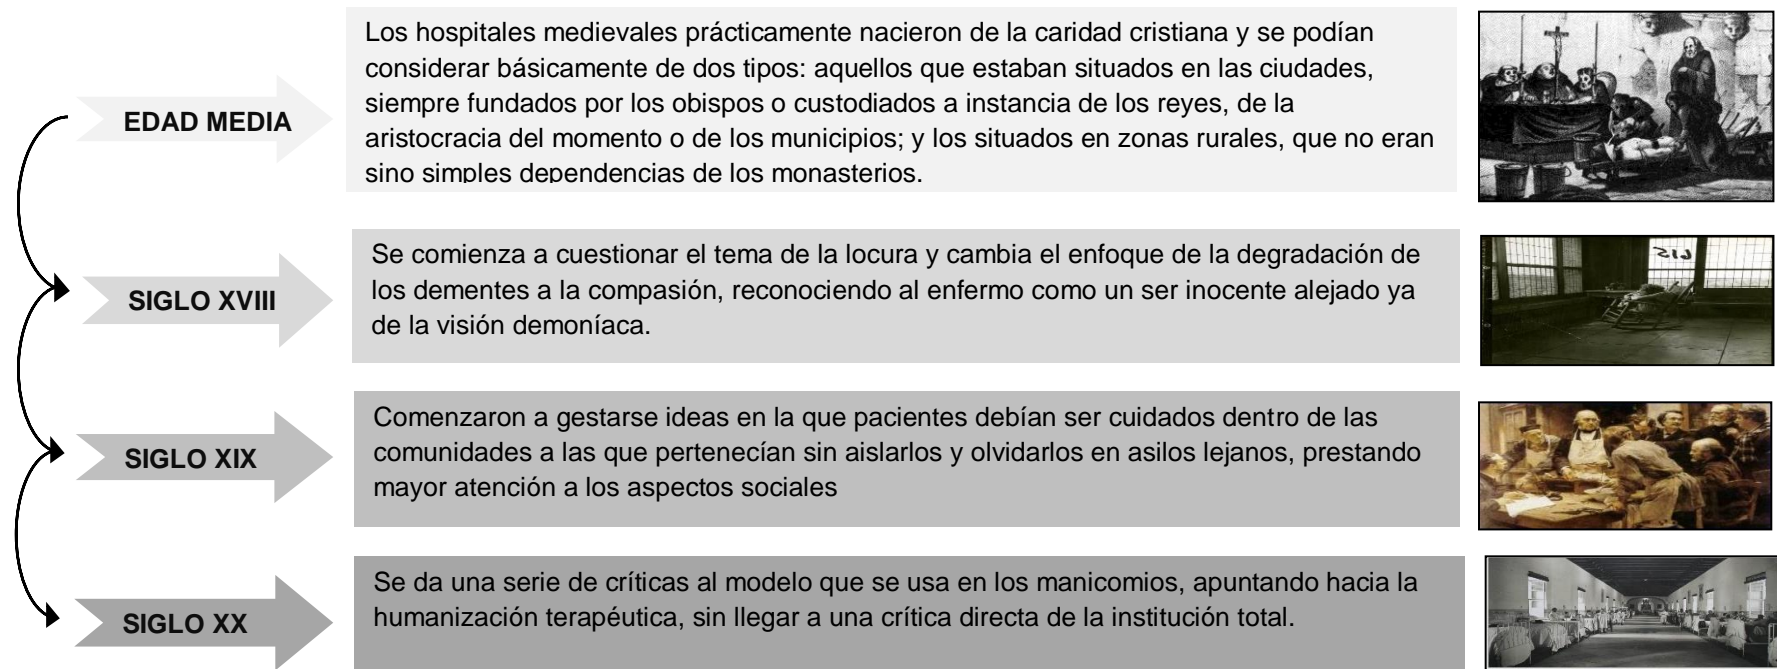 Los hospitales medievales prácticamente nacieron de la caridad cristiana y se podían
considerar básicamente de dos tipos: aquellos que estaban situados en las ciudades,
siempre fundados por los obispos o custodiados a instancia de los reyes, de la
aristocracia del momento o de los municipios; y los situados en zonas rurales, que no eran
sino simples dependencias de los monasterios.
EDAD MEDIA
Se comienza a cuestionar el tema de la locura y cambia el enfoque de la degradación de
los dementes a la compasión, reconociendo al enfermo como un ser inocente alejado ya
de la visión demoníaca.
SIGLO XVIII
Comenzaron a gestarse ideas en la que pacientes debían ser cuidados dentro de las
comunidades a las que pertenecían sin aislarlos y olvidarlos en asilos lejanos, prestando
mayor atención a los aspectos sociales
SIGLO XIX
Se da una serie de críticas al modelo que se usa en los manicomios, apuntando hacia la
humanización terapéutica, sin llegar a una crítica directa de la institución total.
SIGLO XX